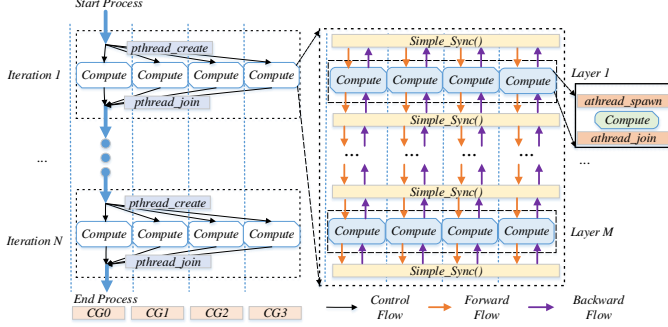 Start Process
pthread_create
Iteration 1
Compute Compute Compute Compute
pthread_join
...
pthread_create
Iteration N
Compute Compute Compute Compute
pthread_join
End Process
CG0 CG1 CG2 CG3
Simple_Sync()
Compute Compute Compute Compute
Simple_Sync()
... ...
Simple_Sync()
Compute Compute Compute Compute
Simple_Sync()
Layer 1
athread_spawn
Compute
athread_join
...
Layer M
Control Flow
Forward Flow
Backward Flow